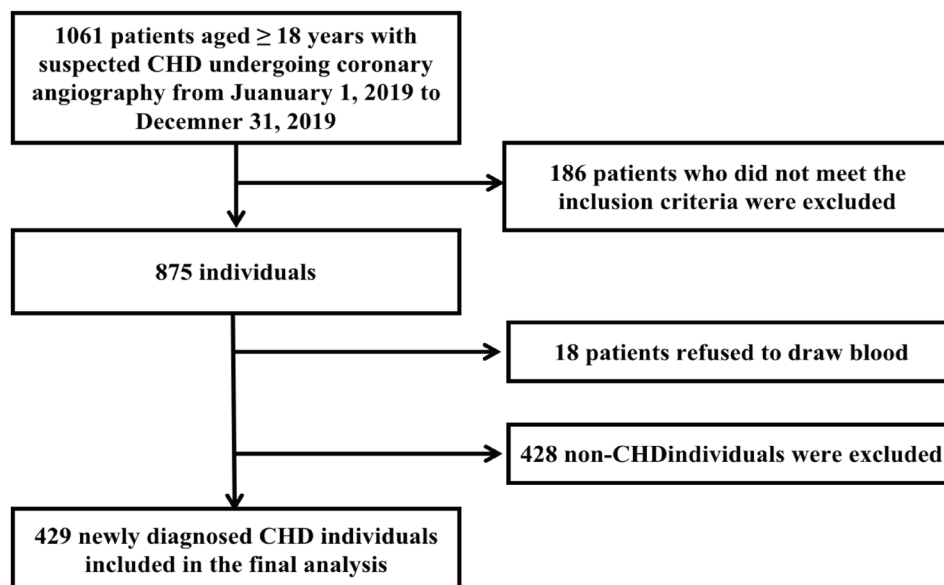 1061 patients aged ≥ 18 years with
suspected CHD undergoing coronary
angiography from Juanuary 1, 2019 to
Decemner 31, 2019
186 patients who did not meet the
inclusion criteria were excluded
875 individuals
18 patients refused to draw blood
428 non-CHDindividuals were excluded
429 newly diagnosed CHD individuals
included in the final analysis